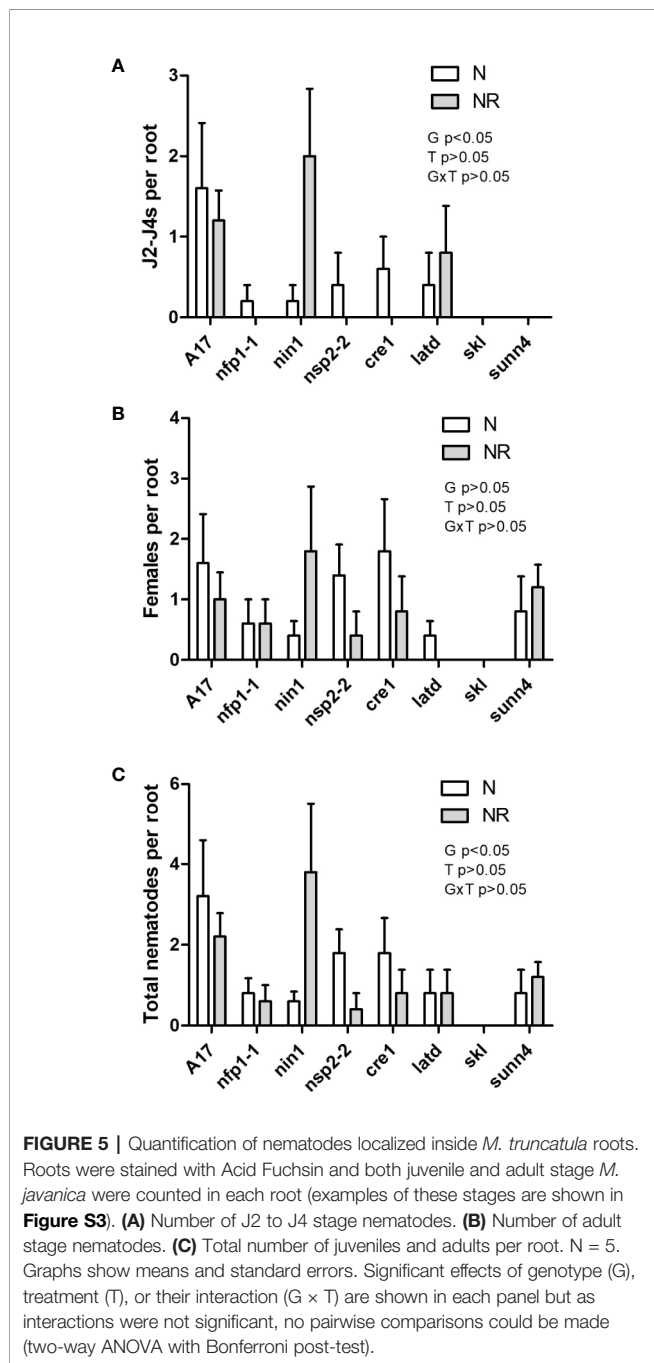 A
3
2
1
0
J2-J4s per root
N
NR
G p<0.05
T p>0.05
GxT p>0.05
A17
nfp1-1
nin1
nsp2-2
cre1
latd
skl
sunn4
B
4
3
2
1
0
Females per root
N
NR
G p>0.05
T p>0.05
GxT p>0.05
A17
nfp1-1
nin1
nsp2-2
cre1
latd
skl
sunn4
C
6
4
2
0
Total nematodes per root
N
NR
G p<0.05
T p>0.05
GxT p>0.05
A17
nfp1-1
nin1
nsp2-2
cre1
latd
skl
sunn4
FIGURE 5 | Quantification of nematodes localized inside M. truncatula roots.
Roots were stained with Acid Fuchsin and both juvenile and adult stage M.
javanica were counted in each root (examples of these stages are shown in
Figure S3). (A) Number of J2 to J4 stage nematodes. (B) Number of adult
stage nematodes. (C) Total number of juveniles and adults per root. N = 5.
Graphs show means and standard errors. Significant effects of genotype (G),
treatment (T), or their interaction (G × T) are shown in each panel but as
interactions were not significant, no pairwise comparisons could be made
(two-way ANOVA with Bonferroni post-test).